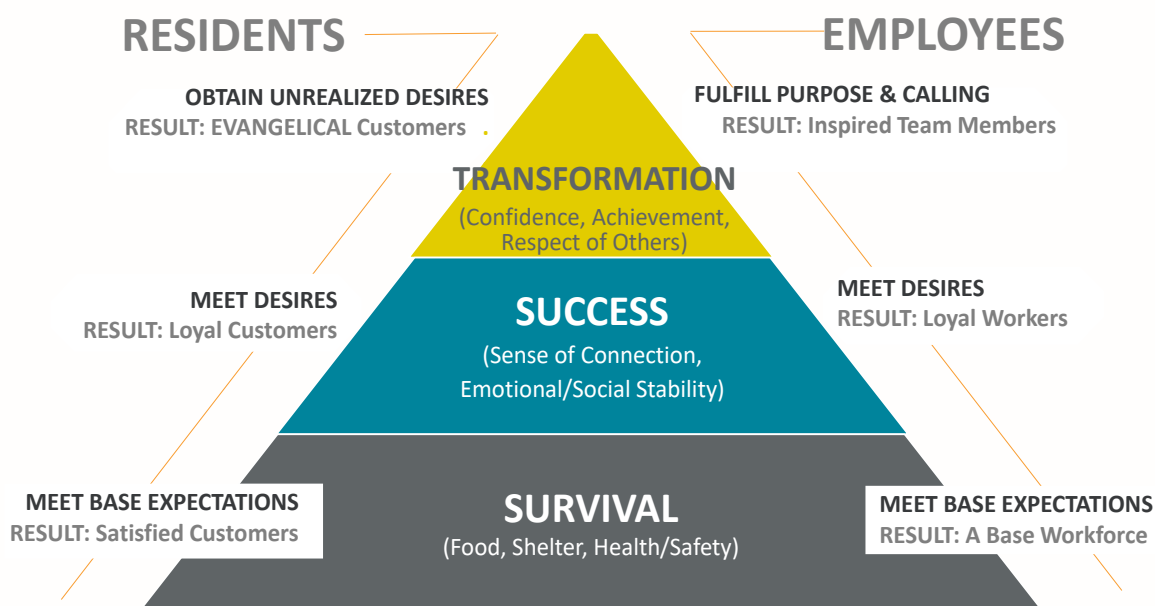 RESIDENTS
EMPLOYEES
OBTAIN UNREALIZED DESIRES
RESULT: EVANGELICAL Customers
FULFILL PURPOSE & CALLING
RESULT: Inspired Team Members
TRANSFORMATION
(Confidence, Achievement,
Respect of Others)
MEET DESIRES
RESULT: Loyal Customers
SUCCESS
(Sense of Connection,
Emotional/Social Stability)
MEET DESIRES
RESULT: Loyal Workers
MEET BASE EXPECTATIONS
RESULT: Satisfied Customers
SURVIVAL
(Food, Shelter, Health/Safety)
MEET BASE EXPECTATIONS
RESULT: A Base Workforce